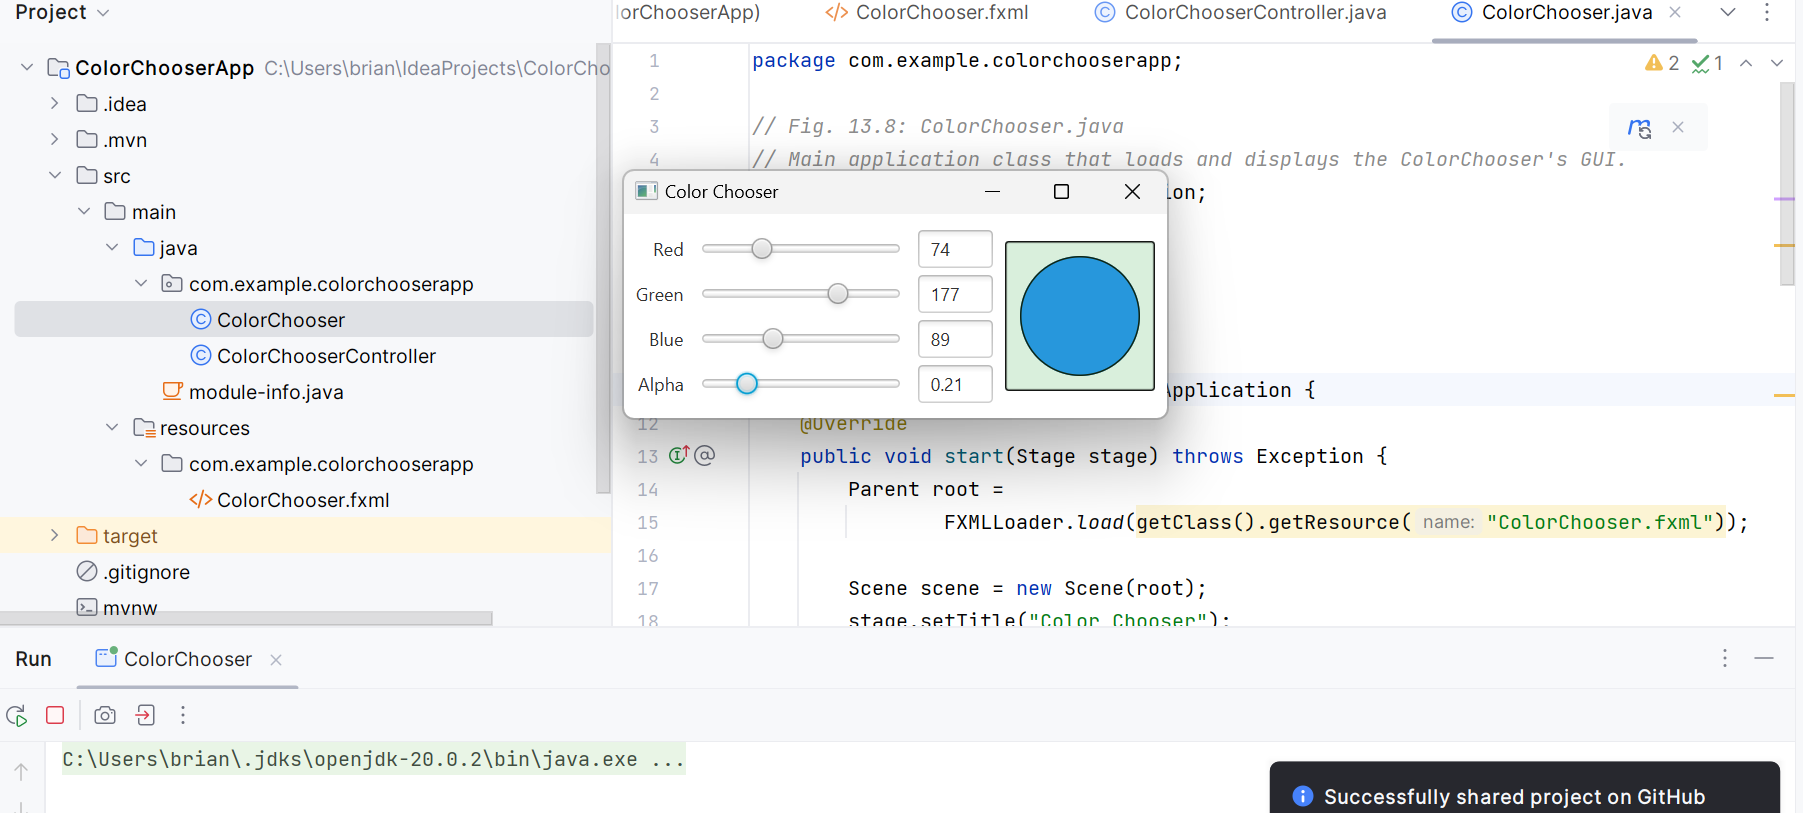 Project
orChooserApp)
ColorChooser.fxml
ColorChooserController.java
ColorChooser.java
ColorChooserApp C:\Users\brian\IdeaProjects\ColorCho
.idea
.mvn
src
main
java
com.example.colorchooserapp
ColorChooser
ColorChooserController
module-info.java
resources
com.example.colorchooserapp
ColorChooser.fxml
target
.gitignore
mvnw
2 1
1 package com.example.colorchooserapp;
2
3 // Fig. 13.8: ColorChooser.java
4 // Main application class that loads and displays the ColorChooser's GUI.
ion;
Application {
12 @Override
13 public void start(Stage stage) throws Exception {
14 Parent root =
15 FXMLLoader.load(getClass().getResource( name: "ColorChooser.fxml"));
16
17 Scene scene = new Scene(root);
18 stage.setTitle("Color Chooser");
Color Chooser
Red 74
Green 177
Blue 89
Alpha 0.21
Run ColorChooser
C:\Users\brian\.jdks\openjdk-20.0.2\bin\java.exe ...
Successfully shared project on GitHub